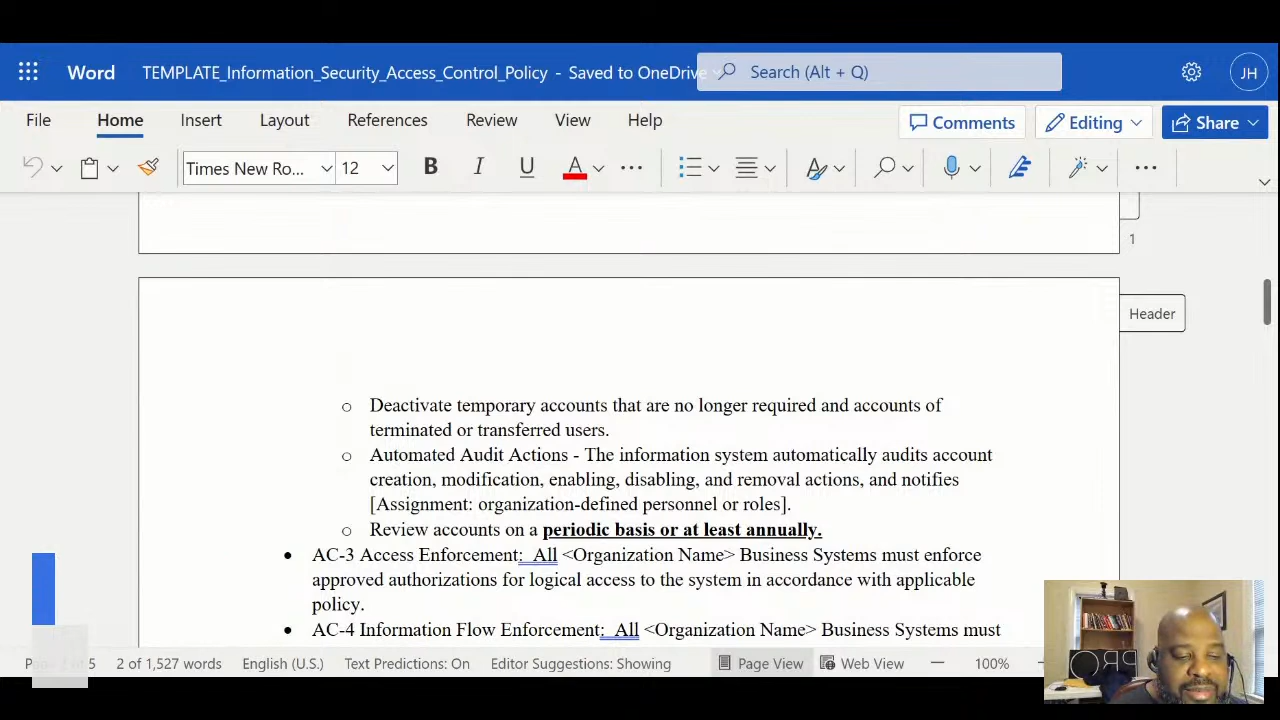 Word TEMPLATE_Information_Security_Access_Control_Policy - Saved to OneDrive Search (Alt + Q) JH
File Home Insert Layout References Review View Help Comments Editing Share
Times New Ro... 12 B I U A
1
Header
○ Deactivate temporary accounts that are no longer required and accounts of
terminated or transferred users.
○ Automated Audit Actions - The information system automatically audits account
creation, modification, enabling, disabling, and removal actions, and notifies
[Assignment: organization-defined personnel or roles].
○ Review accounts on a periodic basis or at least annually.
• AC-3 Access Enforcement: All <Organization Name> Business Systems must enforce
approved authorizations for logical access to the system in accordance with applicable
policy.
• AC-4 Information Flow Enforcement: All <Organization Name> Business Systems must
Page 2 of 5 2 of 1,527 words English (U.S.) Text Predictions: On Editor Suggestions: Showing Page View Web View 100%